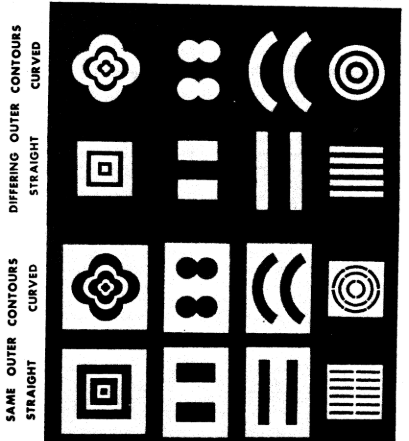 DIFFERING OUTER CONTOURS
CURVED
STRAIGHT
SAME OUTER CONTOURS
CURVED
STRAIGHT